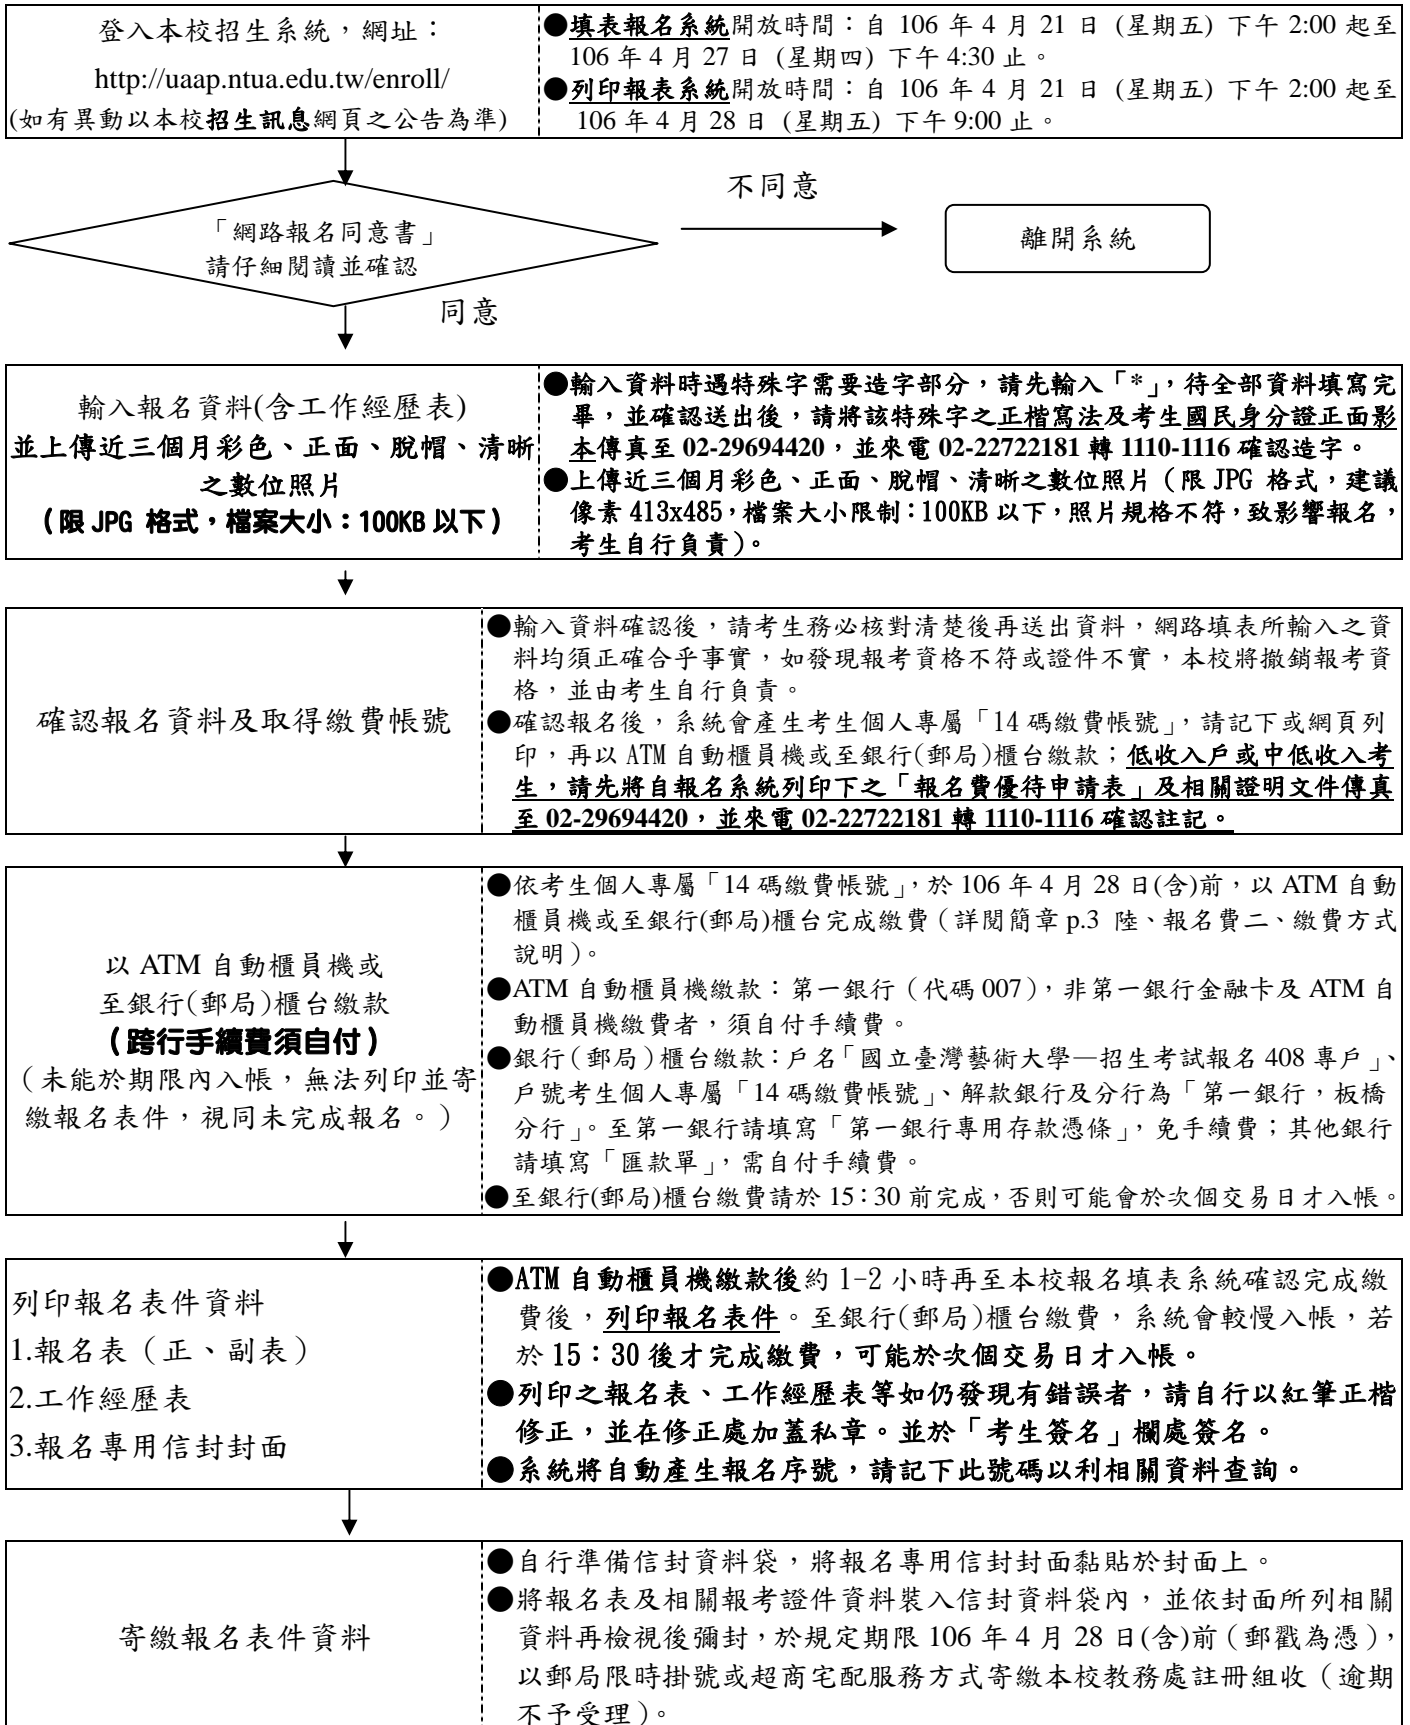 登入本校招生系統，網址：
http://uaap.ntua.edu.tw/enroll/
(如有異動以本校招生訊息網頁之公告為準)
●填表報名系統開放時間：自 106 年 4 月 21 日 (星期五) 下午 2:00 起至
106 年 4 月 27 日 (星期四) 下午 4:30 止。
●列印報表系統開放時間：自 106 年 4 月 21 日 (星期五) 下午 2:00 起至
106 年 4 月 28 日 (星期五) 下午 9:00 止。
不同意
「網路報名同意書」
請仔細閱讀並確認
離開系統
同意
輸入報名資料(含工作經歷表)
並上傳近三個月彩色、正面、脫帽、清晰
之數位照片
（限 JPG 格式，檔案大小：100KB 以下）
●輸入資料時遇特殊字需要造字部分，請先輸入「*」，待全部資料填寫完
畢，並確認送出後，請將該特殊字之正楷寫法及考生國民身分證正面影
本傳真至 02-29694420，並來電 02-22722181 轉 1110-1116 確認造字。
●上傳近三個月彩色、正面、脫帽、清晰之數位照片（限 JPG 格式，建議
像素 413x485，檔案大小限制：100KB 以下，照片規格不符，致影響報名，
考生自行負責）。
確認報名資料及取得繳費帳號
●輸入資料確認後，請考生務必核對清楚後再送出資料，網路填表所輸入之資
料均須正確合乎事實，如發現報考資格不符或證件不實，本校將撤銷報考資
格，並由考生自行負責。
●確認報名後，系統會產生考生個人專屬「14 碼繳費帳號」，請記下或網頁列
印，再以 ATM 自動櫃員機或至銀行(郵局)櫃台繳款；低收入戶或中低收入考
生，請先將自報名系統列印下之「報名費優待申請表」及相關證明文件傳真
至 02-29694420，並來電 02-22722181 轉 1110-1116 確認註記。
以 ATM 自動櫃員機或
至銀行(郵局)櫃台繳款
（跨行手續費須自付）
（未能於期限內入帳，無法列印並寄
繳報名表件，視同未完成報名。）
●依考生個人專屬「14 碼繳費帳號」，於 106 年 4 月 28 日(含)前，以 ATM 自動
櫃員機或至銀行(郵局)櫃台完成繳費（詳閱簡章 p.3 陸、報名費二、繳費方式
說明）。
●ATM 自動櫃員機繳款：第一銀行（代碼 007），非第一銀行金融卡及 ATM 自
動櫃員機繳費者，須自付手續費。
●銀行（郵局）櫃台繳款：戶名「國立臺灣藝術大學—招生考試報名 408 專戶」、
戶號考生個人專屬「14 碼繳費帳號」、解款銀行及分行為「第一銀行，板橋
分行」。至第一銀行請填寫「第一銀行專用存款憑條」，免手續費；其他銀行
請填寫「匯款單」，需自付手續費。
●至銀行(郵局)櫃台繳費請於 15：30 前完成，否則可能會於次個交易日才入帳。
列印報名表件資料
1.報名表（正、副表）
2.工作經歷表
3.報名專用信封封面
●ATM 自動櫃員機繳款後約 1-2 小時再至本校報名填表系統確認完成繳
費後，列印報名表件。至銀行(郵局)櫃台繳費，系統會較慢入帳，若
於 15：30 後才完成繳費，可能於次個交易日才入帳。
●列印之報名表、工作經歷表等如仍發現有錯誤者，請自行以紅筆正楷
修正，並在修正處加蓋私章。並於「考生簽名」欄處簽名。
●系統將自動產生報名序號，請記下此號碼以利相關資料查詢。
寄繳報名表件資料
●自行準備信封資料袋，將報名專用信封封面黏貼於封面上。
●將報名表及相關報考證件資料裝入信封資料袋內，並依封面所列相關
資料再檢視後彌封，於規定期限 106 年 4 月 28 日(含)前（郵戳為憑），
以郵局限時掛號或超商宅配服務方式寄繳本校教務處註冊組收（逾期
不予受理）。